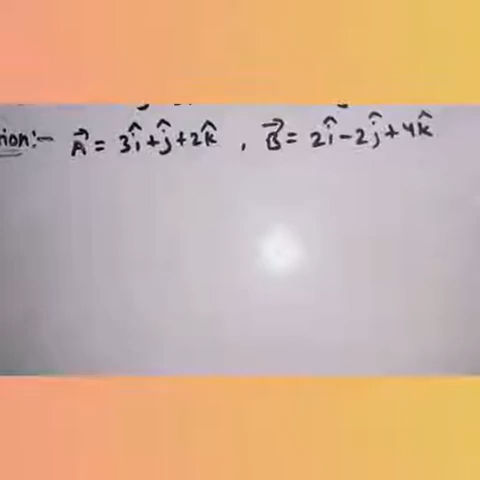 ion:- A⃗ = 3î+ĵ+2k̂ , B⃗ = 2î-2ĵ+4k̂